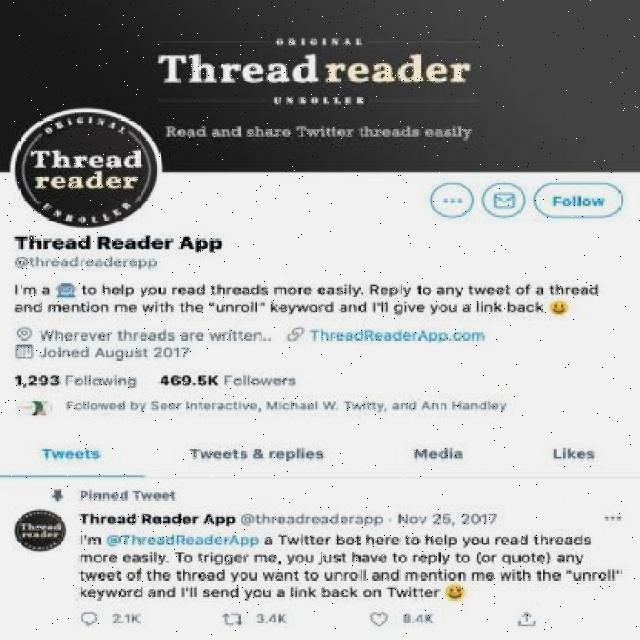 ORIGINAL
Thread reader
UNROLLER
Read and share Twitter threads easily
ORIGINAL
Thread
reader
UNROLLER
Follow
Thread Reader App
@threadreaderapp
I'm a 🤖 to help you read threads more easily. Reply to any tweet of a thread
and mention me with the "unroll" keyword and I'll give you a link back 😀
Wherever threads are written.. ThreadReaderApp.com
Joined August 2017
1,293 Following 469.5K Followers
Followed by Seer Interactive, Michael W. Twitty, and Ann Handley
Tweets Tweets & replies Media Likes
Pinned Tweet
Thread Reader App @threadreaderapp · Nov 25, 2017
I'm @ThreadReaderApp a Twitter bot here to help you read threads
more easily. To trigger me, you just have to reply to (or quote) any
tweet of the thread you want to unroll and mention me with the "unroll"
keyword and I'll send you a link back on Twitter 😀
Thread
reader
2.1K 3.4K 8.4K